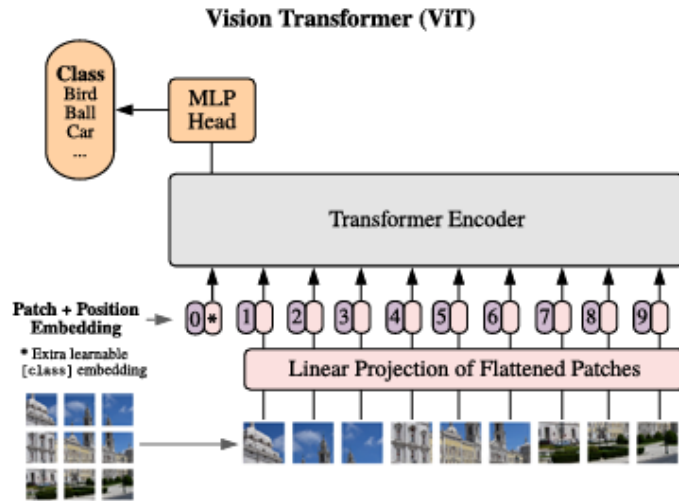 Vision Transformer (ViT)
Class
Bird
Ball
Car
...
MLP
Head
Transformer Encoder
Patch + Position
Embedding
0 * 1 2 3 4 5 6 7 8 9
* Extra learnable
[class] embedding
Linear Projection of Flattened Patches